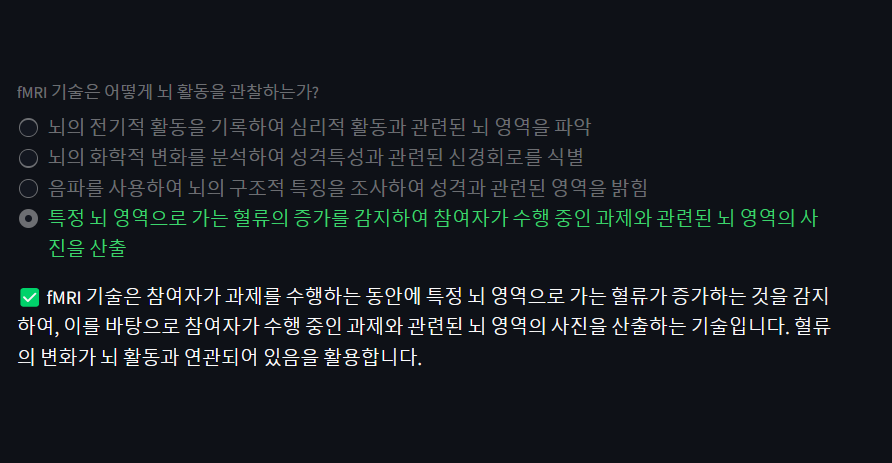 fMRI 기술은 어떻게 뇌 활동을 관찰하는가?
뇌의 전기적 활동을 기록하여 심리적 활동과 관련된 뇌 영역을 파악
뇌의 화학적 변화를 분석하여 성격특성과 관련된 신경회로를 식별
음파를 사용하여 뇌의 구조적 특징을 조사하여 성격과 관련된 영역을 밝힘
특정 뇌 영역으로 가는 혈류의 증가를 감지하여 참여자가 수행 중인 과제와 관련된 뇌 영역의 사
진을 산출
✅ fMRI 기술은 참여자가 과제를 수행하는 동안에 특정 뇌 영역으로 가는 혈류가 증가하는 것을 감지
하여, 이를 바탕으로 참여자가 수행 중인 과제와 관련된 뇌 영역의 사진을 산출하는 기술입니다. 혈류
의 변화가 뇌 활동과 연관되어 있음을 활용합니다.